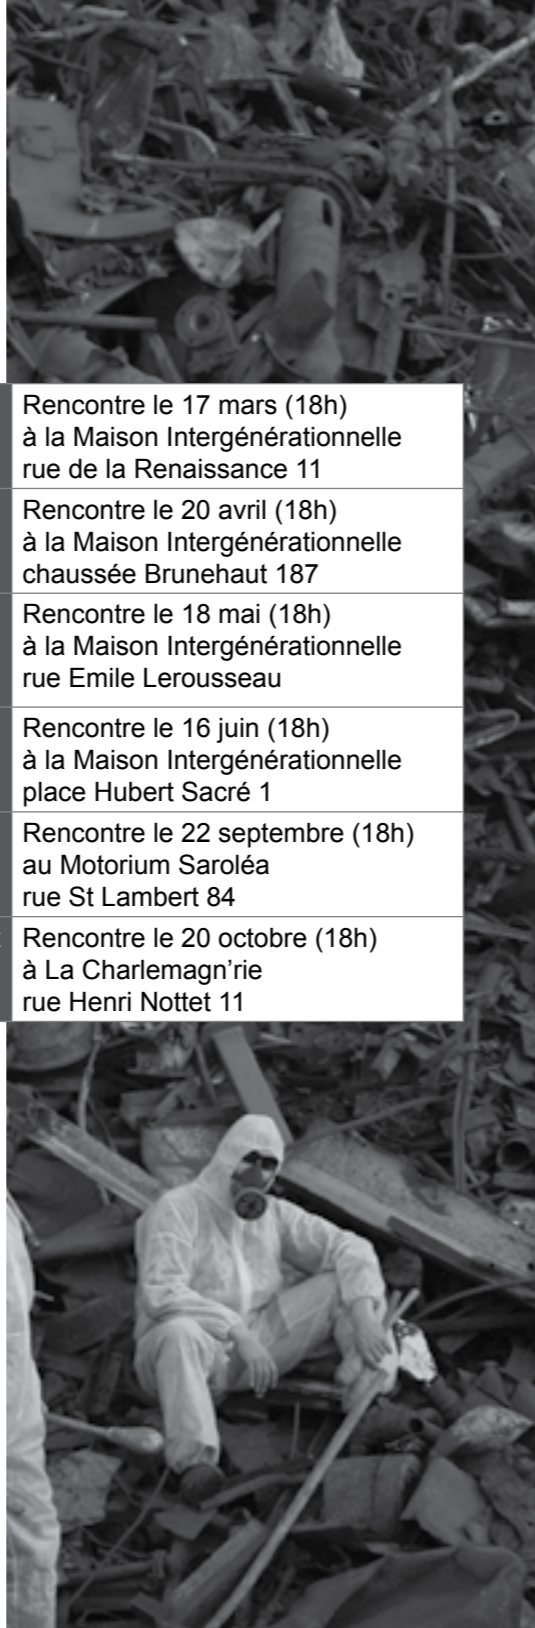 Rencontre le 17 mars (18h)
à la Maison Intergénérationnelle
rue de la Renaissance 11
Rencontre le 20 avril (18h)
à la Maison Intergénérationnelle
chaussée Brunehaut 187
Rencontre le 18 mai (18h)
à la Maison Intergénérationnelle
rue Emile Lerousseau
Rencontre le 16 juin (18h)
à la Maison Intergénérationnelle
place Hubert Sacré 1
Rencontre le 22 septembre (18h)
au Motorium Saroléa
rue St Lambert 84
Rencontre le 20 octobre (18h)
à La Charlemagn'rie
rue Henri Nottet 11